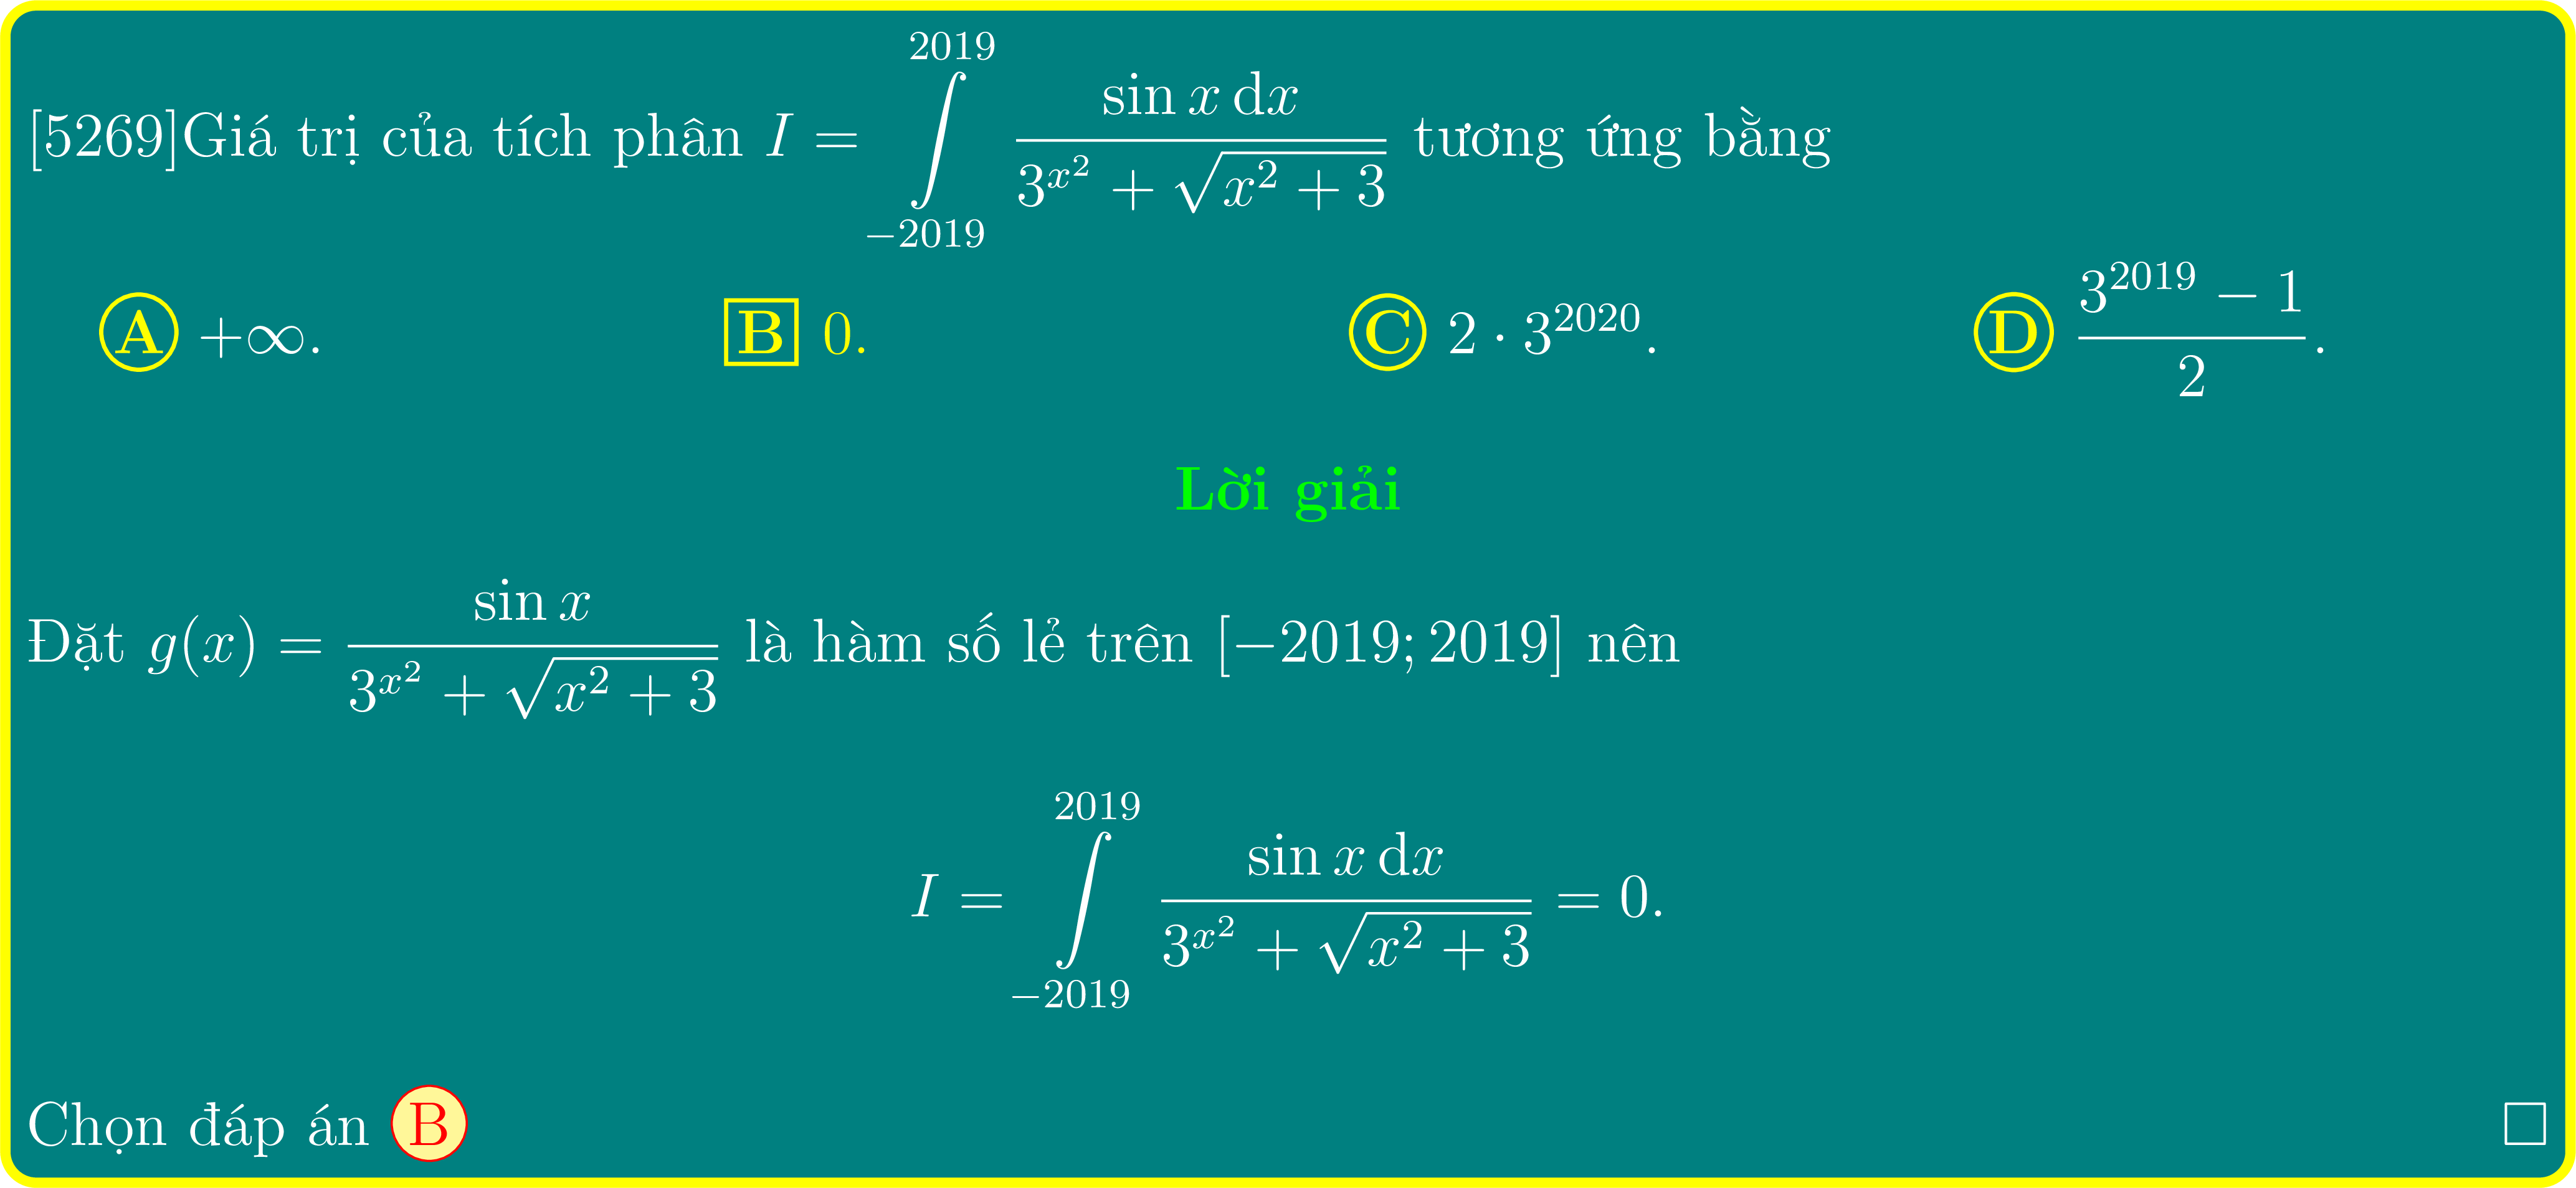 [5269]Giá trị của tích phân $I = \int\limits_{-2019}^{2019} \frac{\sin x \, \mathrm{d}x}{3^{x^2} + \sqrt{x^2 + 3}}$ tương ứng bằng
A $+\infty$. B 0. C $2 \cdot 3^{2020}$. D $\frac{3^{2019} - 1}{2}$.
Lời giải
Đặt $g(x) = \frac{\sin x}{3^{x^2} + \sqrt{x^2 + 3}}$ là hàm số lẻ trên $[-2019; 2019]$ nên
$I = \int\limits_{-2019}^{2019} \frac{\sin x \, \mathrm{d}x}{3^{x^2} + \sqrt{x^2 + 3}} = 0.$
Chọn đáp án B □